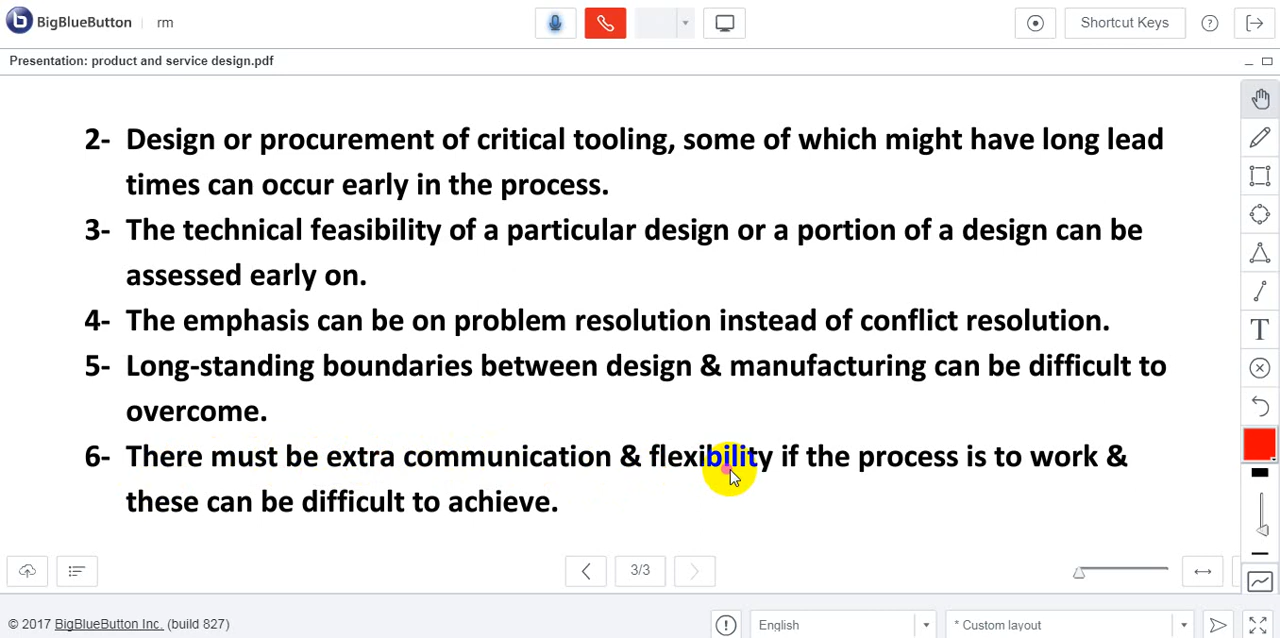 BigBlueButton rm Shortcut Keys
Presentation: product and service design.pdf
2- Design or procurement of critical tooling, some of which might have long lead
times can occur early in the process.
3- The technical feasibility of a particular design or a portion of a design can be
assessed early on.
4- The emphasis can be on problem resolution instead of conflict resolution.
5- Long-standing boundaries between design & manufacturing can be difficult to
overcome.
6- There must be extra communication & flexibility if the process is to work &
these can be difficult to achieve.
3/3
© 2017 BigBlueButton Inc. (build 827) English * Custom layout